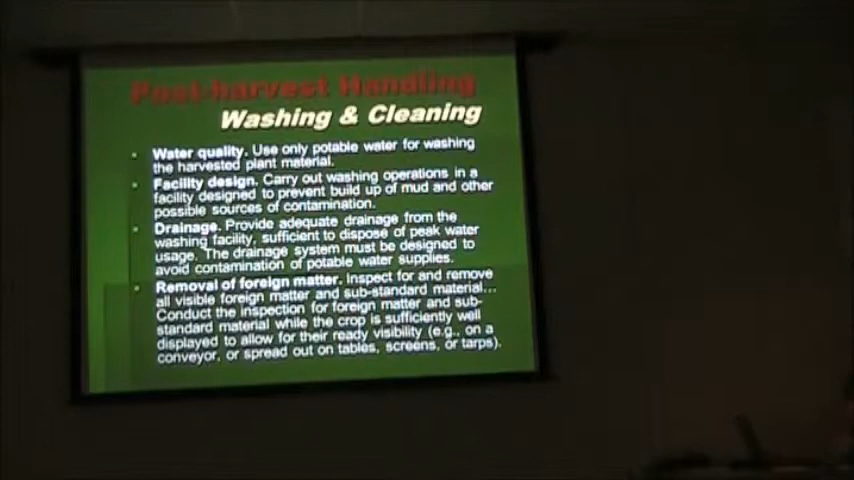 Post-harvest Handling
Washing & Cleaning
• Water quality. Use only potable water for washing
the harvested plant material.
• Facility design. Carry out washing operations in a
facility designed to prevent build up of mud and other
possible sources of contamination.
• Drainage. Provide adequate drainage from the
washing facility, sufficient to dispose of peak water
usage. The drainage system must be designed to
avoid contamination of potable water supplies.
• Removal of foreign matter. Inspect for and remove
all visible foreign matter and sub-standard material...
Conduct the inspection for foreign matter and sub-
standard material while the crop is sufficiently well
displayed to allow for their ready visibility (e.g., on a
conveyor, or spread out on tables, screens, or tarps).